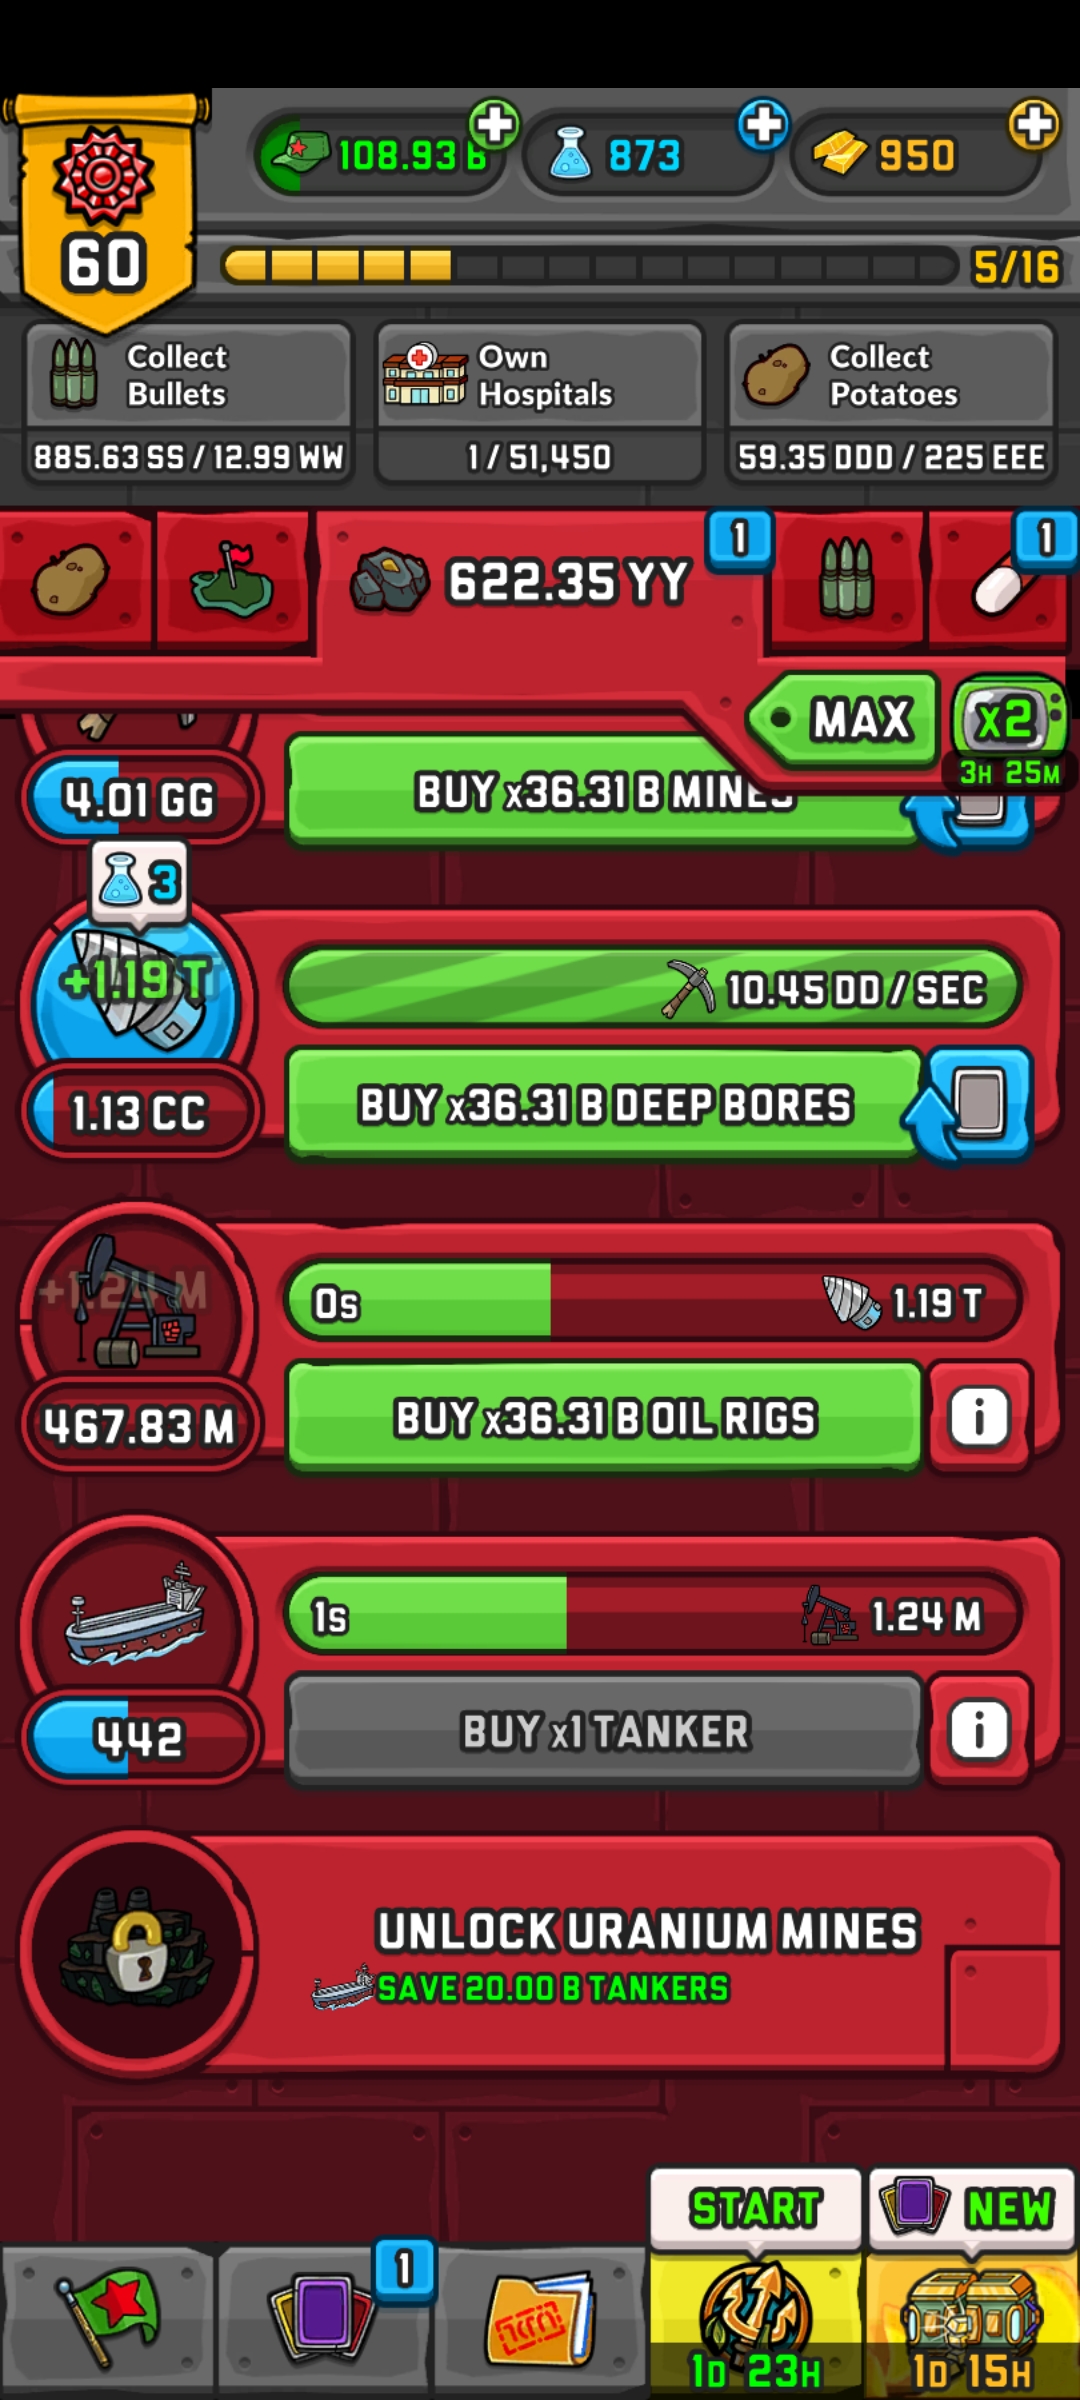 60
108.93 B
873
950
5/16
Collect
Bullets
885.63 SS / 12.99 WW
Own
Hospitals
1 / 51,450
Collect
Potatoes
59.35 DDD / 225 EEE
622.35 YY
1
1
MAX
x2
3H 25M
4.01 GG
BUY x36.31 B MINES
3
+1.19 T
10.45 DD / SEC
1.13 CC
BUY x36.31 B DEEP BORES
+1.24 M
0s
1.19 T
467.83 M
BUY x36.31 B OIL RIGS
i
1s
1.24 M
442
BUY x1 TANKER
i
UNLOCK URANIUM MINES
SAVE 20.00 B TANKERS
START
NEW
1
1D 23H
1D 15H